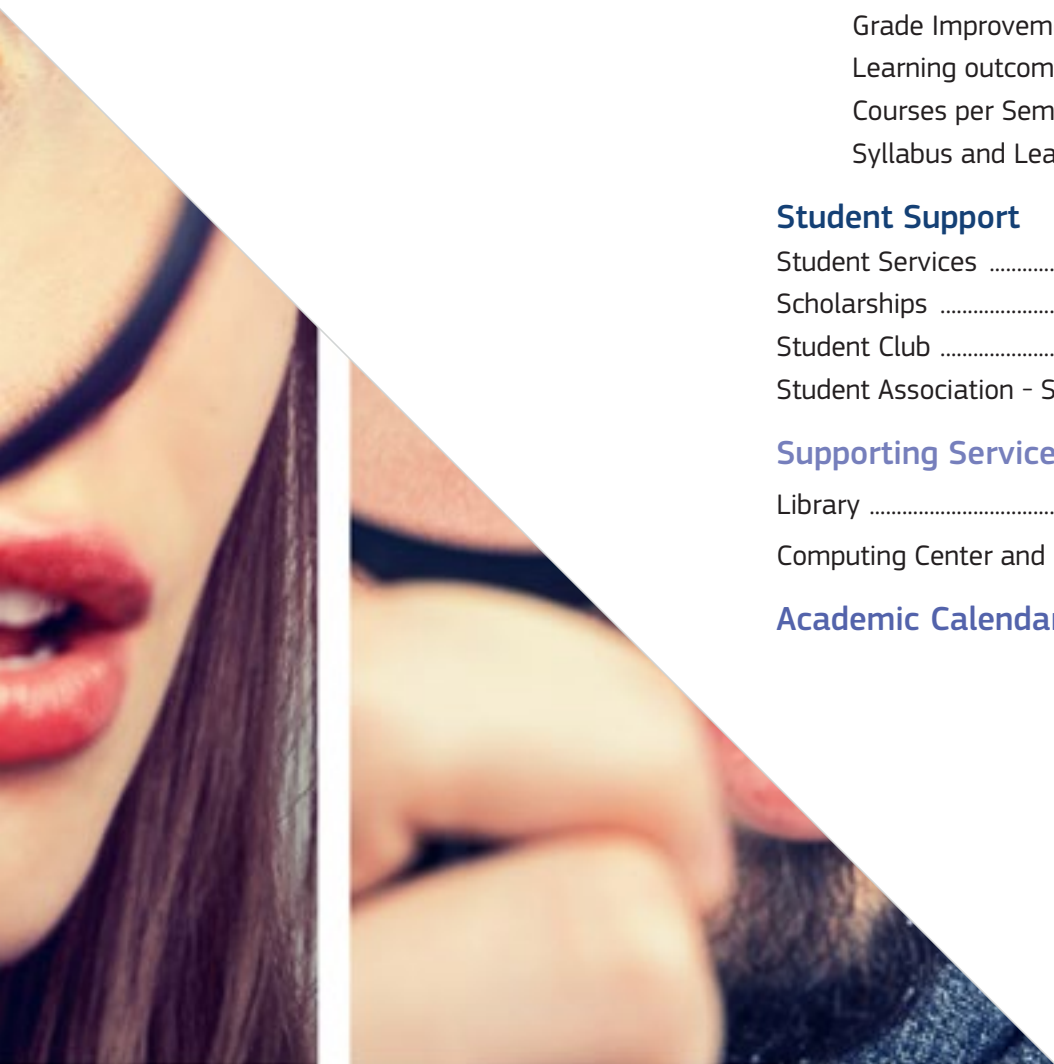 Grade Improvem
Learning outcom
Courses per Sem
Syllabus and Lea
Student Support
Student Services ............
Scholarships .....................
Student Club .....................
Student Association - S
Supporting Service
Library ..................................
Computing Center and
Academic Calendar